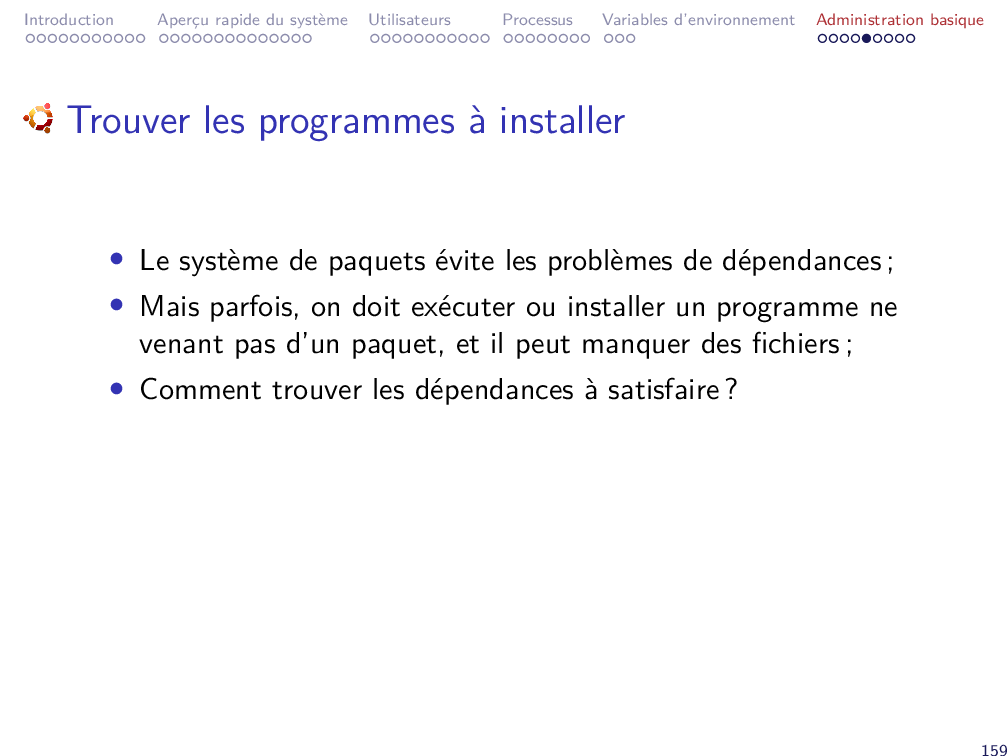 Introduction Aperçu rapide du système Utilisateurs Processus Variables d'environnement Administration basique
Trouver les programmes à installer
• Le système de paquets évite les problèmes de dépendances ;
• Mais parfois, on doit exécuter ou installer un programme ne
venant pas d'un paquet, et il peut manquer des fichiers ;
• Comment trouver les dépendances à satisfaire ?
159